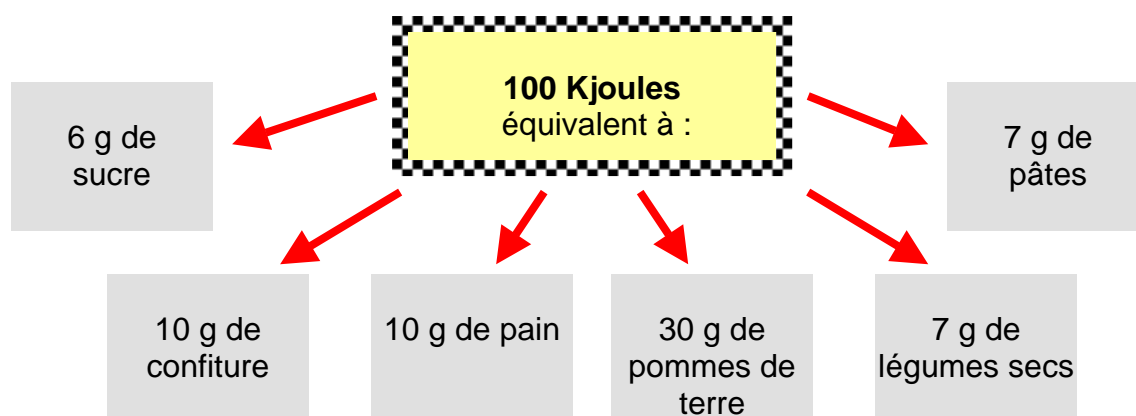 100 Kjoules
équivalent à :
6 g de
sucre
7 g de
pâtes
10 g de
confiture
10 g de pain
30 g de
pommes de
terre
7 g de
légumes secs